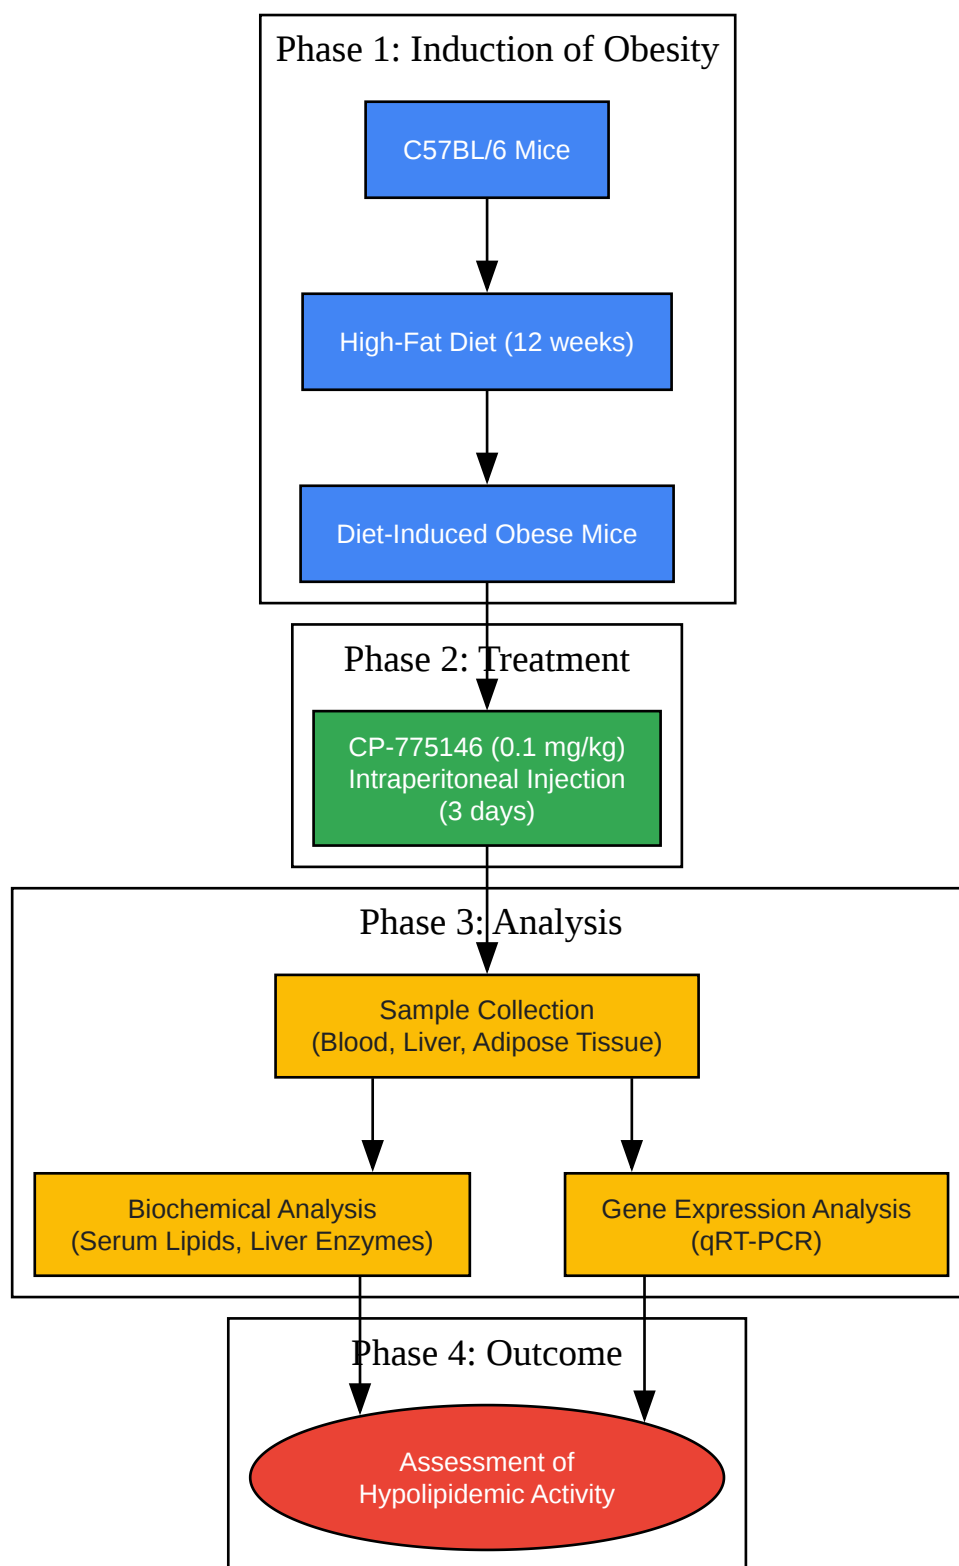 Phase 1: Induction of Obesity
C57BL/6 Mice
High-Fat Diet (12 weeks)
Diet-Induced Obese Mice
Phase 2: Treatment
CP-775146 (0.1 mg/kg)
Intraperitoneal Injection
(3 days)
Phase 3: Analysis
Sample Collection
(Blood, Liver, Adipose Tissue)
Biochemical Analysis
(Serum Lipids, Liver Enzymes)
Gene Expression Analysis
(qRT-PCR)
Phase 4: Outcome
Assessment of
Hypolipidemic Activity